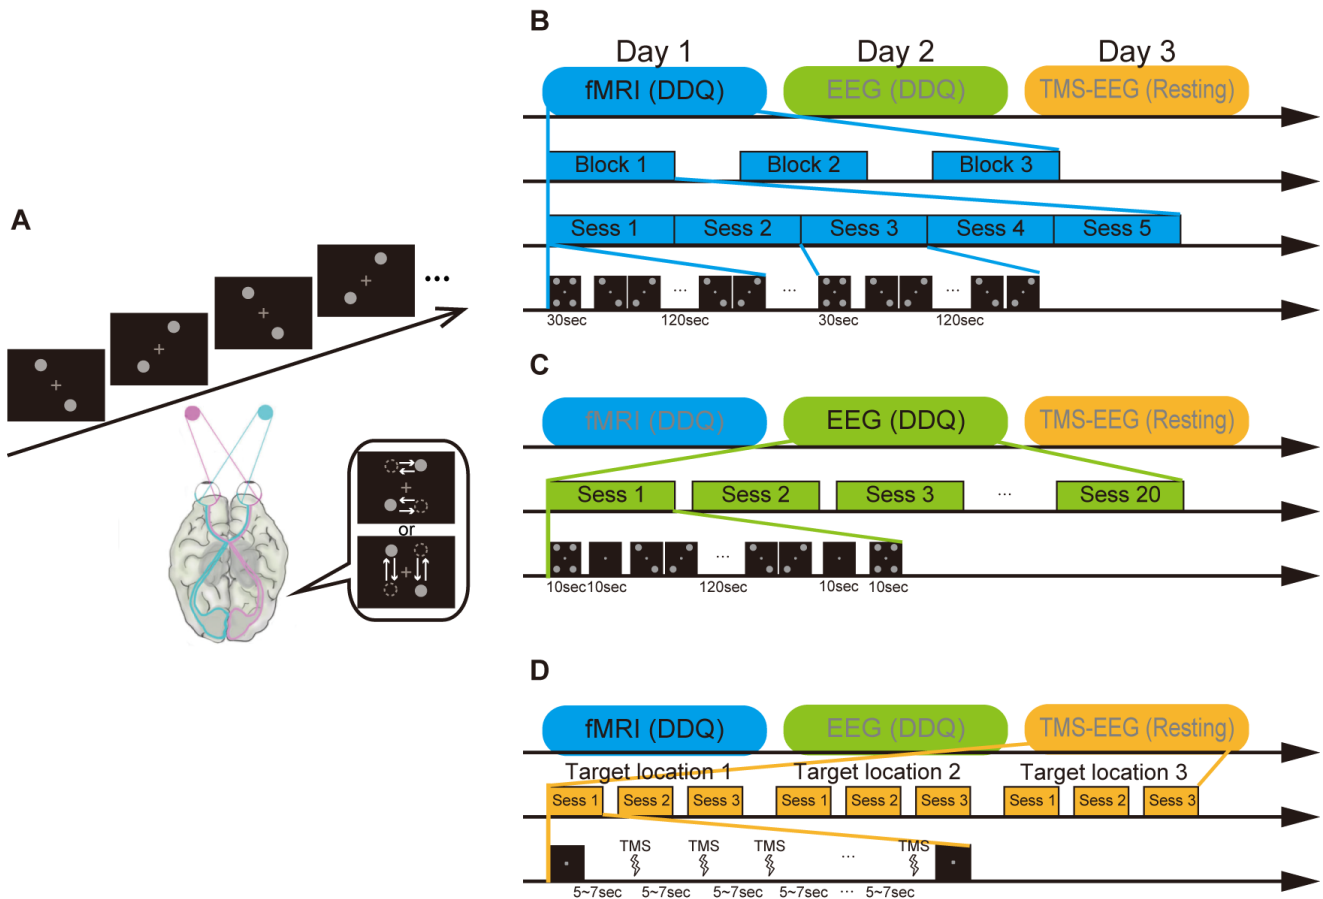 A
...
or
B
Day 1 Day 2 Day 3
fMRI (DDQ) EEG (DDQ) TMS-EEG (Resting)
Block 1 Block 2 Block 3
Sess 1 Sess 2 Sess 3 Sess 4 Sess 5
... ... ...
30sec 120sec 30sec 120sec
C
fMRI (DDQ) EEG (DDQ) TMS-EEG (Resting)
Sess 1 Sess 2 Sess 3 ... Sess 20
...
10sec 10sec 120sec 10sec 10sec
D
fMRI (DDQ) EEG (DDQ) TMS-EEG (Resting)
Target location 1 Target location 2 Target location 3
Sess 1 Sess 2 Sess 3 Sess 1 Sess 2 Sess 3 Sess 1 Sess 2 Sess 3
TMS TMS TMS ... TMS
5~7sec 5~7sec 5~7sec 5~7sec ... 5~7sec